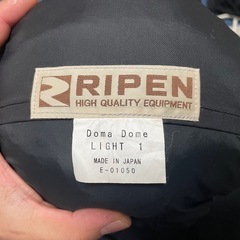 RIPEN
HIGH QUALITY EQUIPMENT
Doma Dome
LIGHT 1
MADE IN JAPAN
E-01050